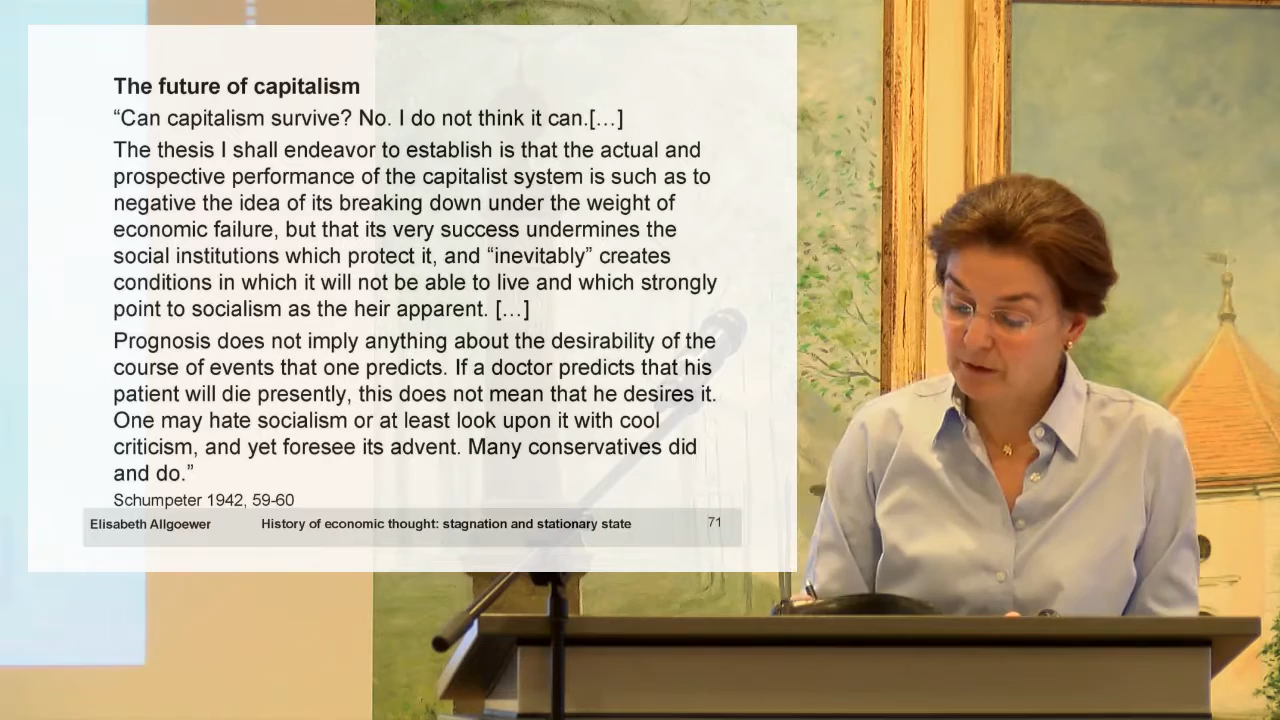 The future of capitalism
“Can capitalism survive? No. I do not think it can.[…]
The thesis I shall endeavor to establish is that the actual and
prospective performance of the capitalist system is such as to
negative the idea of its breaking down under the weight of
economic failure, but that its very success undermines the
social institutions which protect it, and “inevitably” creates
conditions in which it will not be able to live and which strongly
point to socialism as the heir apparent. […]
Prognosis does not imply anything about the desirability of the
course of events that one predicts. If a doctor predicts that his
patient will die presently, this does not mean that he desires it.
One may hate socialism or at least look upon it with cool
criticism, and yet foresee its advent. Many conservatives did
and do.”
Schumpeter 1942, 59-60
Elisabeth Allgoewer History of economic thought: stagnation and stationary state 71